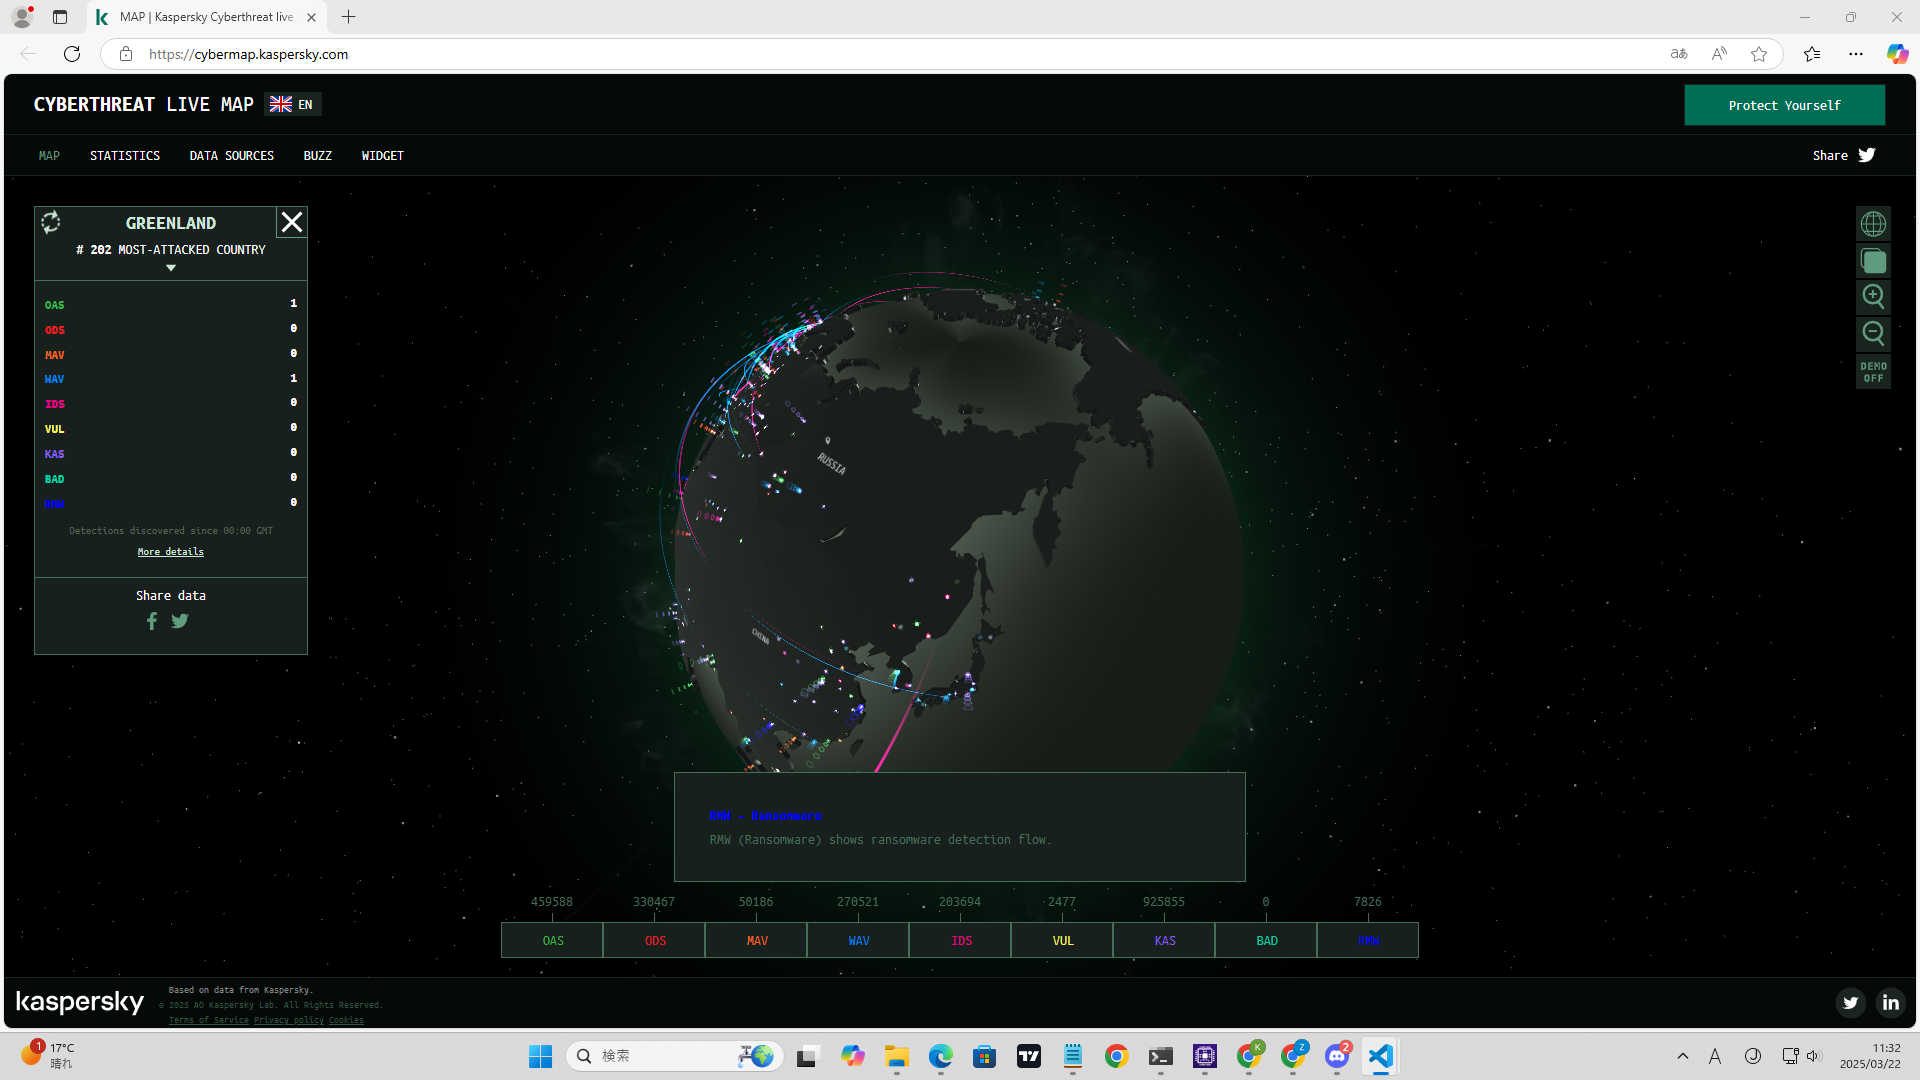 MAP | Kaspersky Cyberthreat live
https://cybermap.kaspersky.com
CYBERTHREAT LIVE MAP EN
Protect Yourself
MAP STATISTICS DATA SOURCES BUZZ WIDGET
Share
GREENLAND
# 202 MOST-ATTACKED COUNTRY
OAS 1
ODS 0
MAV 0
WAV 1
IDS 0
VUL 0
KAS 0
BAD 0
RMW 0
Detections discovered since 00:00 GMT
More details
Share data
DEMO
OFF
RUSSIA
CHINA
RMW - Ransomware
RMW (Ransomware) shows ransomware detection flow.
459588 330467 50186 270521 203694 2477 925855 0 7826
OAS ODS MAV WAV IDS VUL KAS BAD RMW
kaspersky
Based on data from Kaspersky.
© 2025 AO Kaspersky Lab. All Rights Reserved.
Terms of Service Privacy policy Cookies
1
17°C
晴れ
検索
K
Z
2
A
11:32
2025/03/22